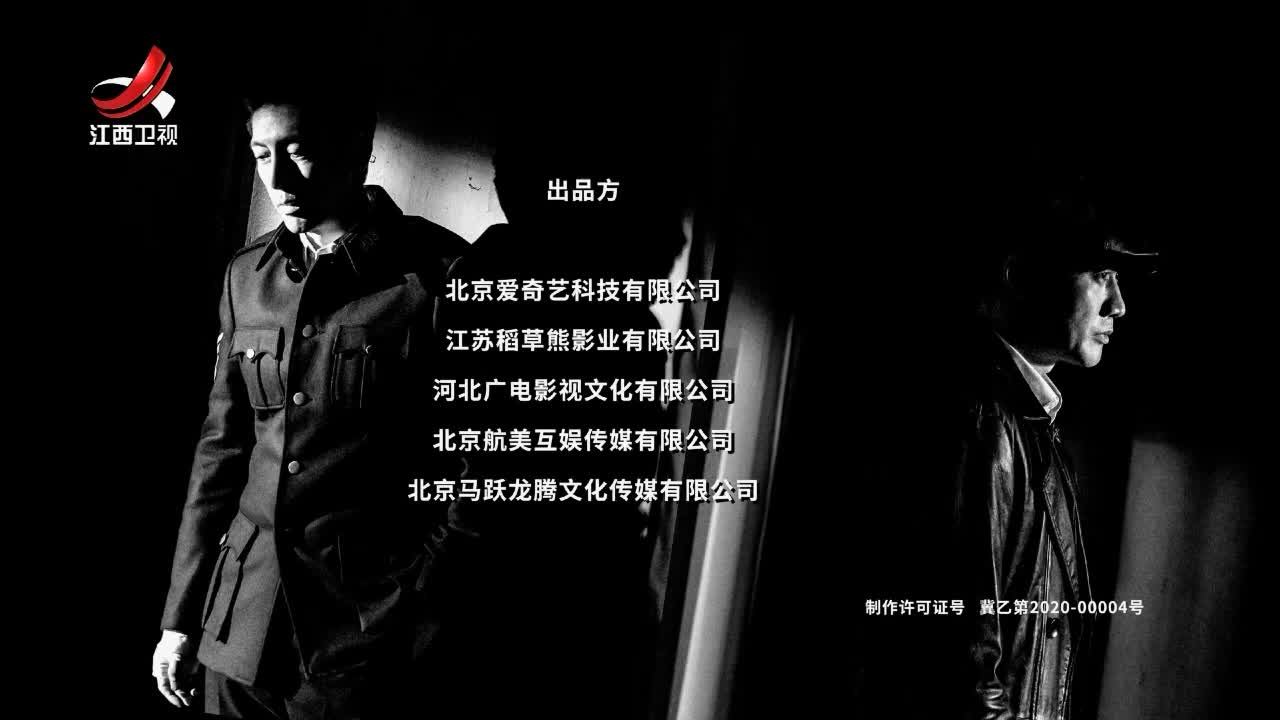 江西卫视
出品方
北京爱奇艺科技有限公司
江苏稻草熊影业有限公司
河北广电影视文化有限公司
北京航美互娱传媒有限公司
北京马跃龙腾文化传媒有限公司
制作许可证号 冀乙第2020-00004号